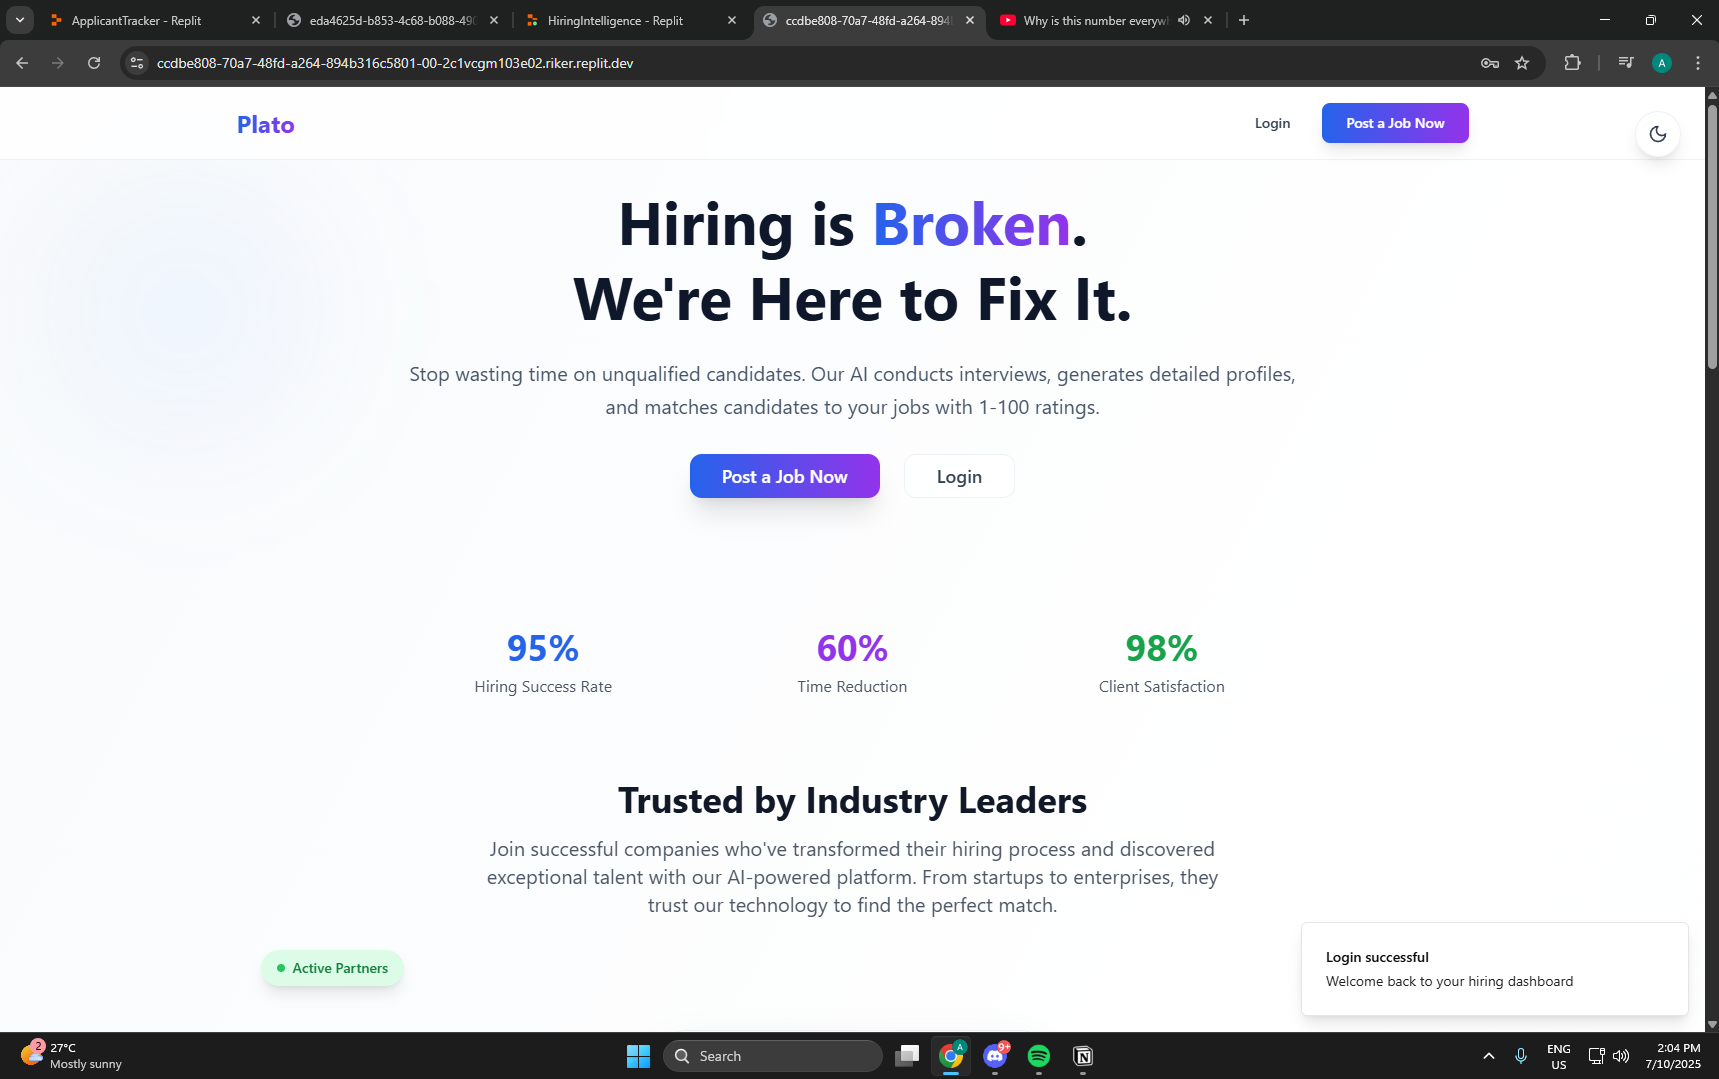 ApplicantTracker - Replit
eda4625d-b853-4c68-b088-490
HiringIntelligence - Replit
ccdbe808-70a7-48fd-a264-894
Why is this number everyw
ccdbe808-70a7-48fd-a264-894b316c5801-00-2c1vcgm103e02.riker.replit.dev
A
Plato
Login
Post a Job Now
Hiring is Broken.
We're Here to Fix It.
Stop wasting time on unqualified candidates. Our AI conducts interviews, generates detailed profiles,
and matches candidates to your jobs with 1-100 ratings.
Post a Job Now
Login
95%
Hiring Success Rate
60%
Time Reduction
98%
Client Satisfaction
Trusted by Industry Leaders
Join successful companies who've transformed their hiring process and discovered
exceptional talent with our AI-powered platform. From startups to enterprises, they
trust our technology to find the perfect match.
Active Partners
Login successful
Welcome back to your hiring dashboard
2
27°C
Mostly sunny
Search
A
9+
ENG
US
2:04 PM
7/10/2025